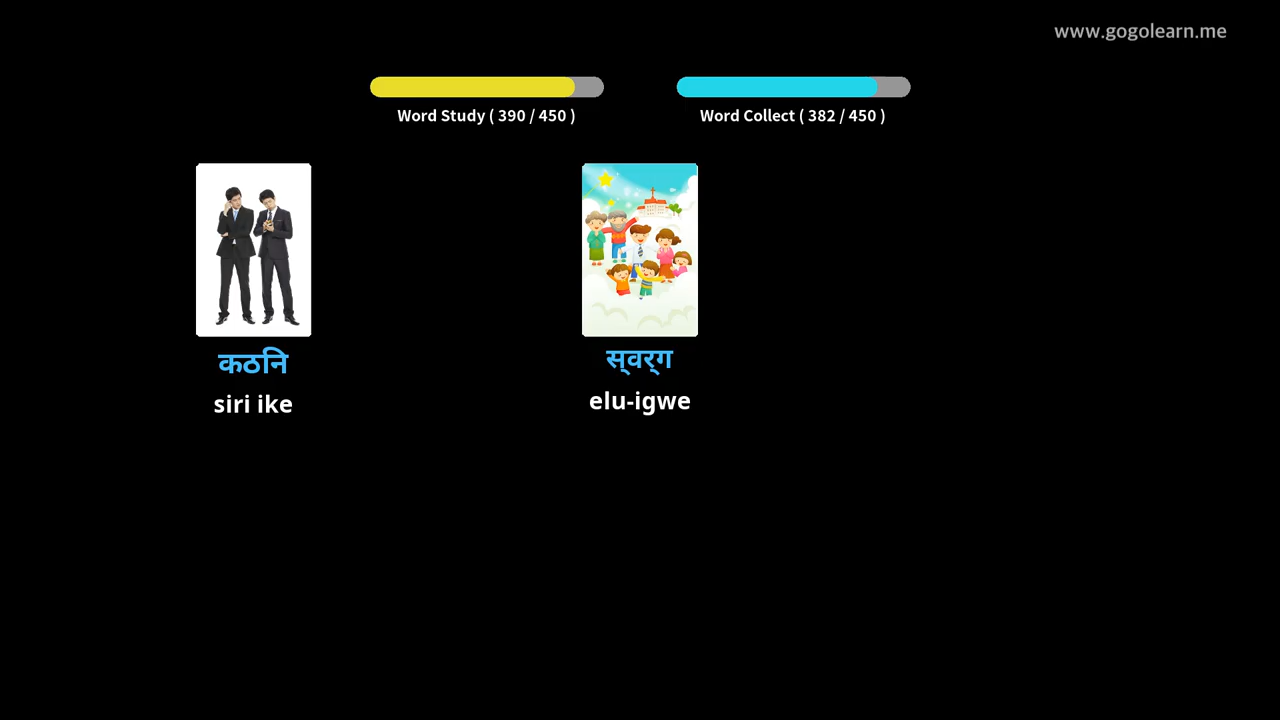 www.gogolearn.me
Word Study ( 390 / 450 )
Word Collect ( 382 / 450 )
कठनि
siri ike
स्वर्ग
elu-igwe